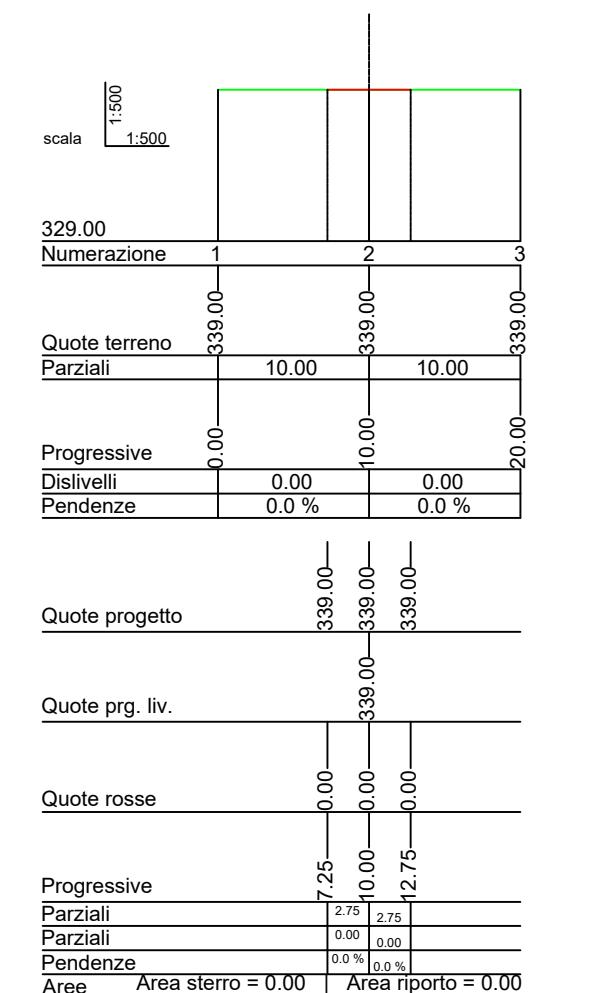 1:500
scala 1:500
329.00
Numerazione 1 2 3
Quote terreno 339.00 339.00 339.00
Parziali 10.00 10.00
Progressive 0.00 10.00 20.00
Dislivelli 0.00 0.00
Pendenze 0.0 % 0.0 %
Quote progetto 339.00 339.00 339.00
Quote prg. liv. 339.00
Quote rosse 0.00 0.00 0.00
Progressive 7.25 10.00 12.75
Parziali 2.75 2.75
Parziali 0.00 0.00
Pendenze 0.0 % 0.0 %
Aree Area sterro = 0.00 Area riporto = 0.00